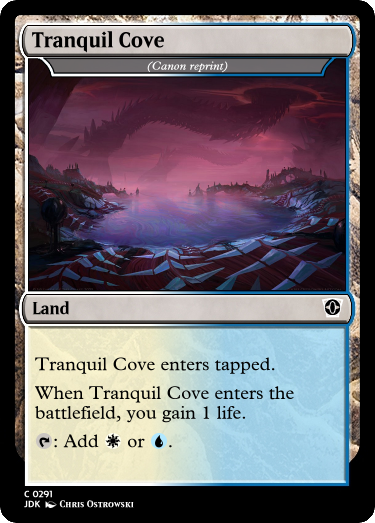 Tranquil Cove
(Canon reprint)
Land
Tranquil Cove enters tapped.
When Tranquil Cove enters the
battlefield, you gain 1 life.
: Add or .
C 0291
JDK Chris Ostrowski